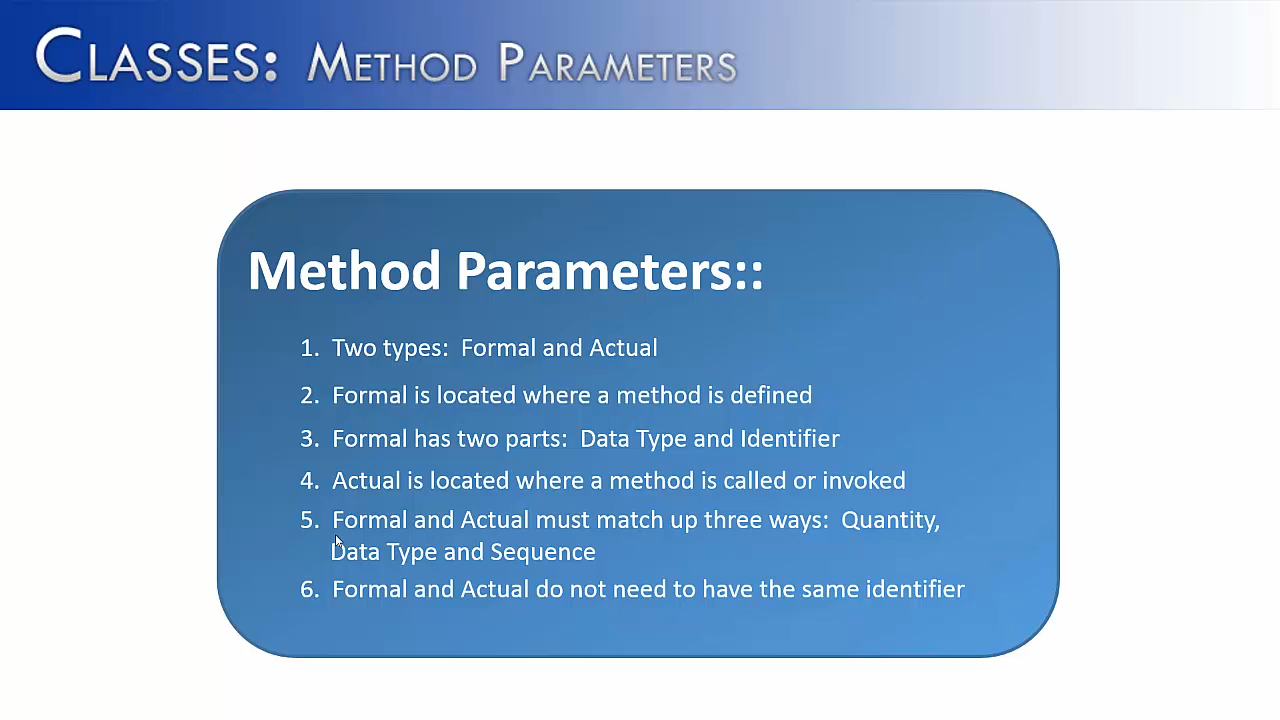 CLASSES: METHOD PARAMETERS
Method Parameters::
1. Two types: Formal and Actual
2. Formal is located where a method is defined
3. Formal has two parts: Data Type and Identifier
4. Actual is located where a method is called or invoked
5. Formal and Actual must match up three ways: Quantity,
Data Type and Sequence
6. Formal and Actual do not need to have the same identifier